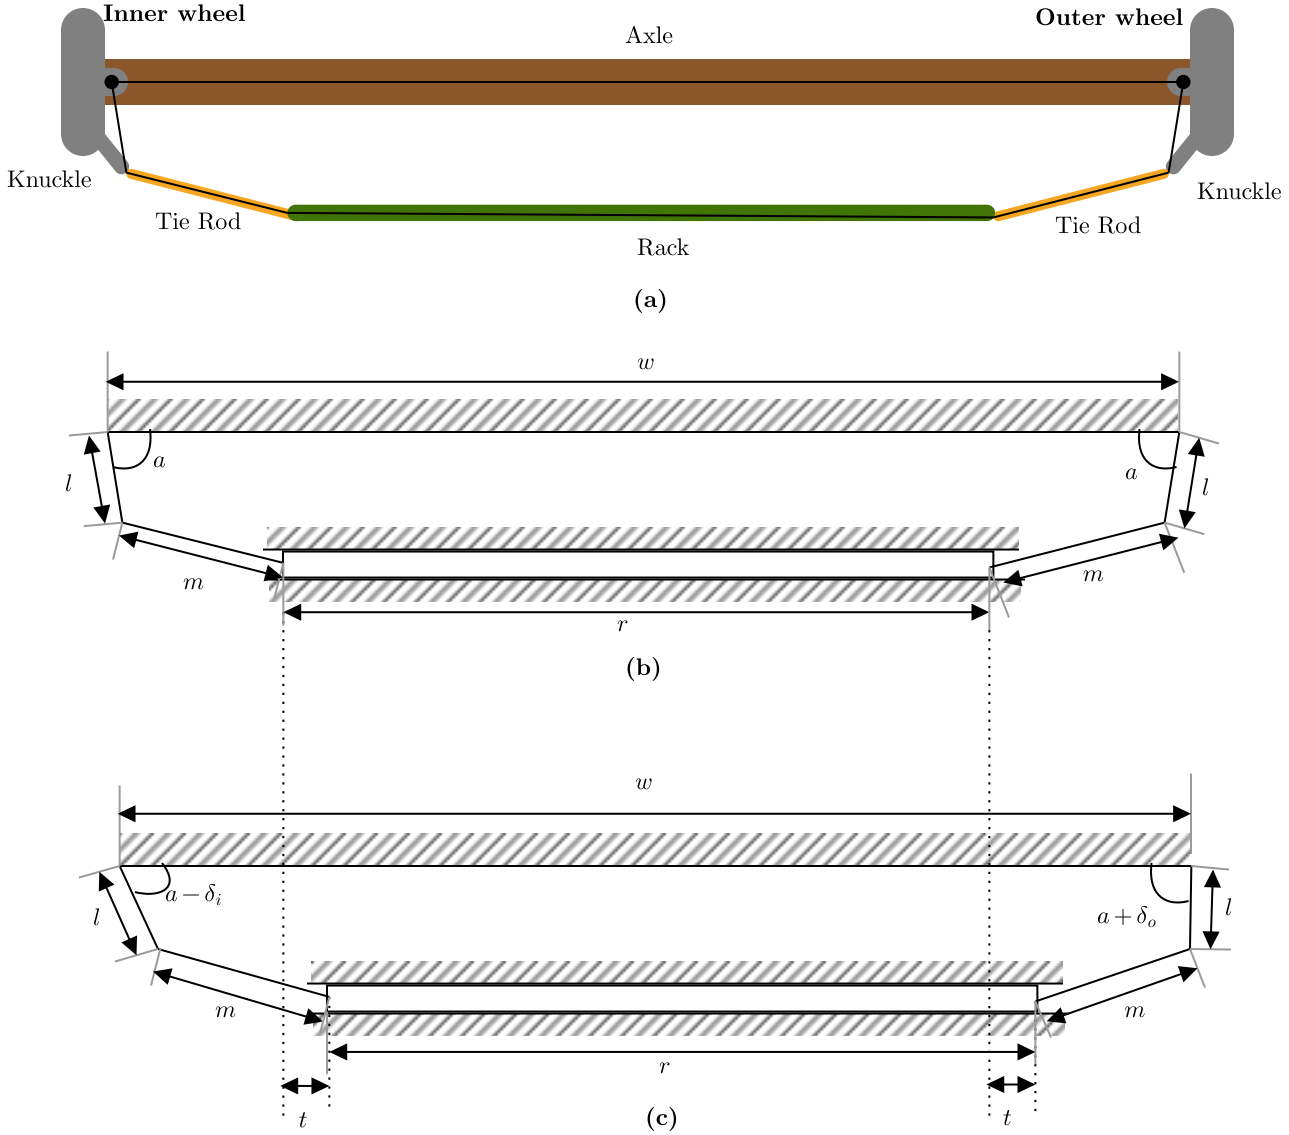 Inner wheel
Outer wheel
Axle
Knuckle
Knuckle
Tie Rod
Tie Rod
Rack
(a)
w
a
a
l
l
m
m
r
(b)
w
a − δi
a + δo
l
l
m
m
r
t
t
(c)